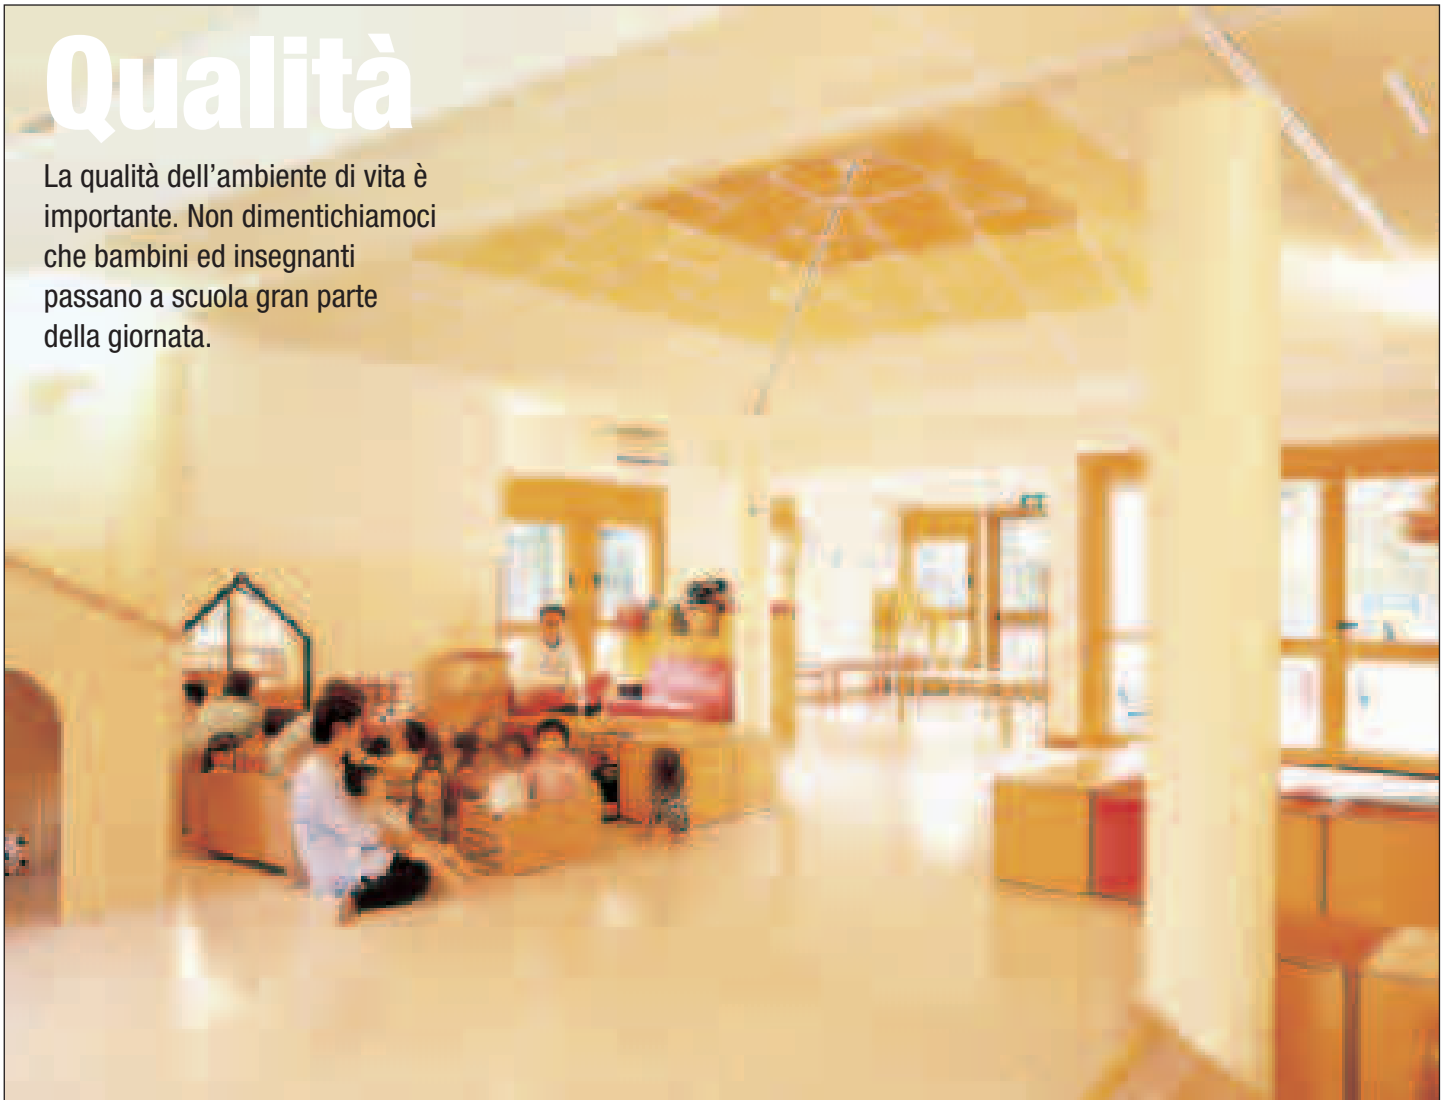 Qualità
La qualità dell’ambiente di vita è
importante. Non dimentichiamoci
che bambini ed insegnanti
passano a scuola gran parte
della giornata.